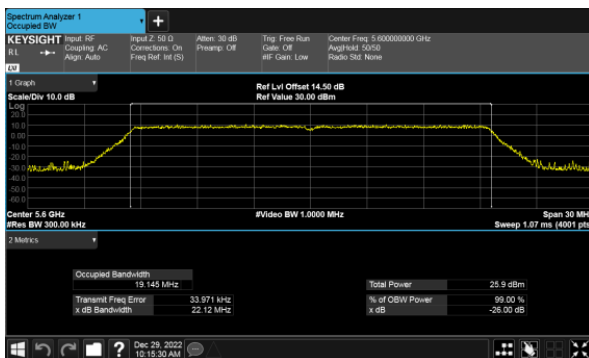 Spectrum Analyzer 1
Occupied BW
+
KEYSIGHT Input: RF Input Z: 50 Ω Atten: 30 dB Trig: Free Run Center Freq: 5.600000000 GHz
RL Coupling: AC Corrections: On Preamp: Off Gate: Off Avg|Hold: 50/50
Align: Auto Freq Ref: Int (S) #IF Gain: Low Radio Std: None
LXI
1 Graph
Scale/Div 10.0 dB
Ref Lvl Offset 14.50 dB
Ref Value 30.00 dBm
Log
20.0
10.0
0.00
-10.0
-20.0
-30.0
-40.0
-50.0
-60.0
Center 5.6 GHz #Video BW 1.0000 MHz Span 30 MH
#Res BW 300.00 kHz Sweep 1.07 ms (4001 pts
2 Metrics
Occupied Bandwidth
19.145 MHz
Total Power 25.9 dBm
Transmit Freq Error 33.971 kHz
% of OBW Power 99.00 %
x dB Bandwidth 22.12 MHz
x dB -26.00 dB
?
Dec 29, 2022
10:15:30 AM